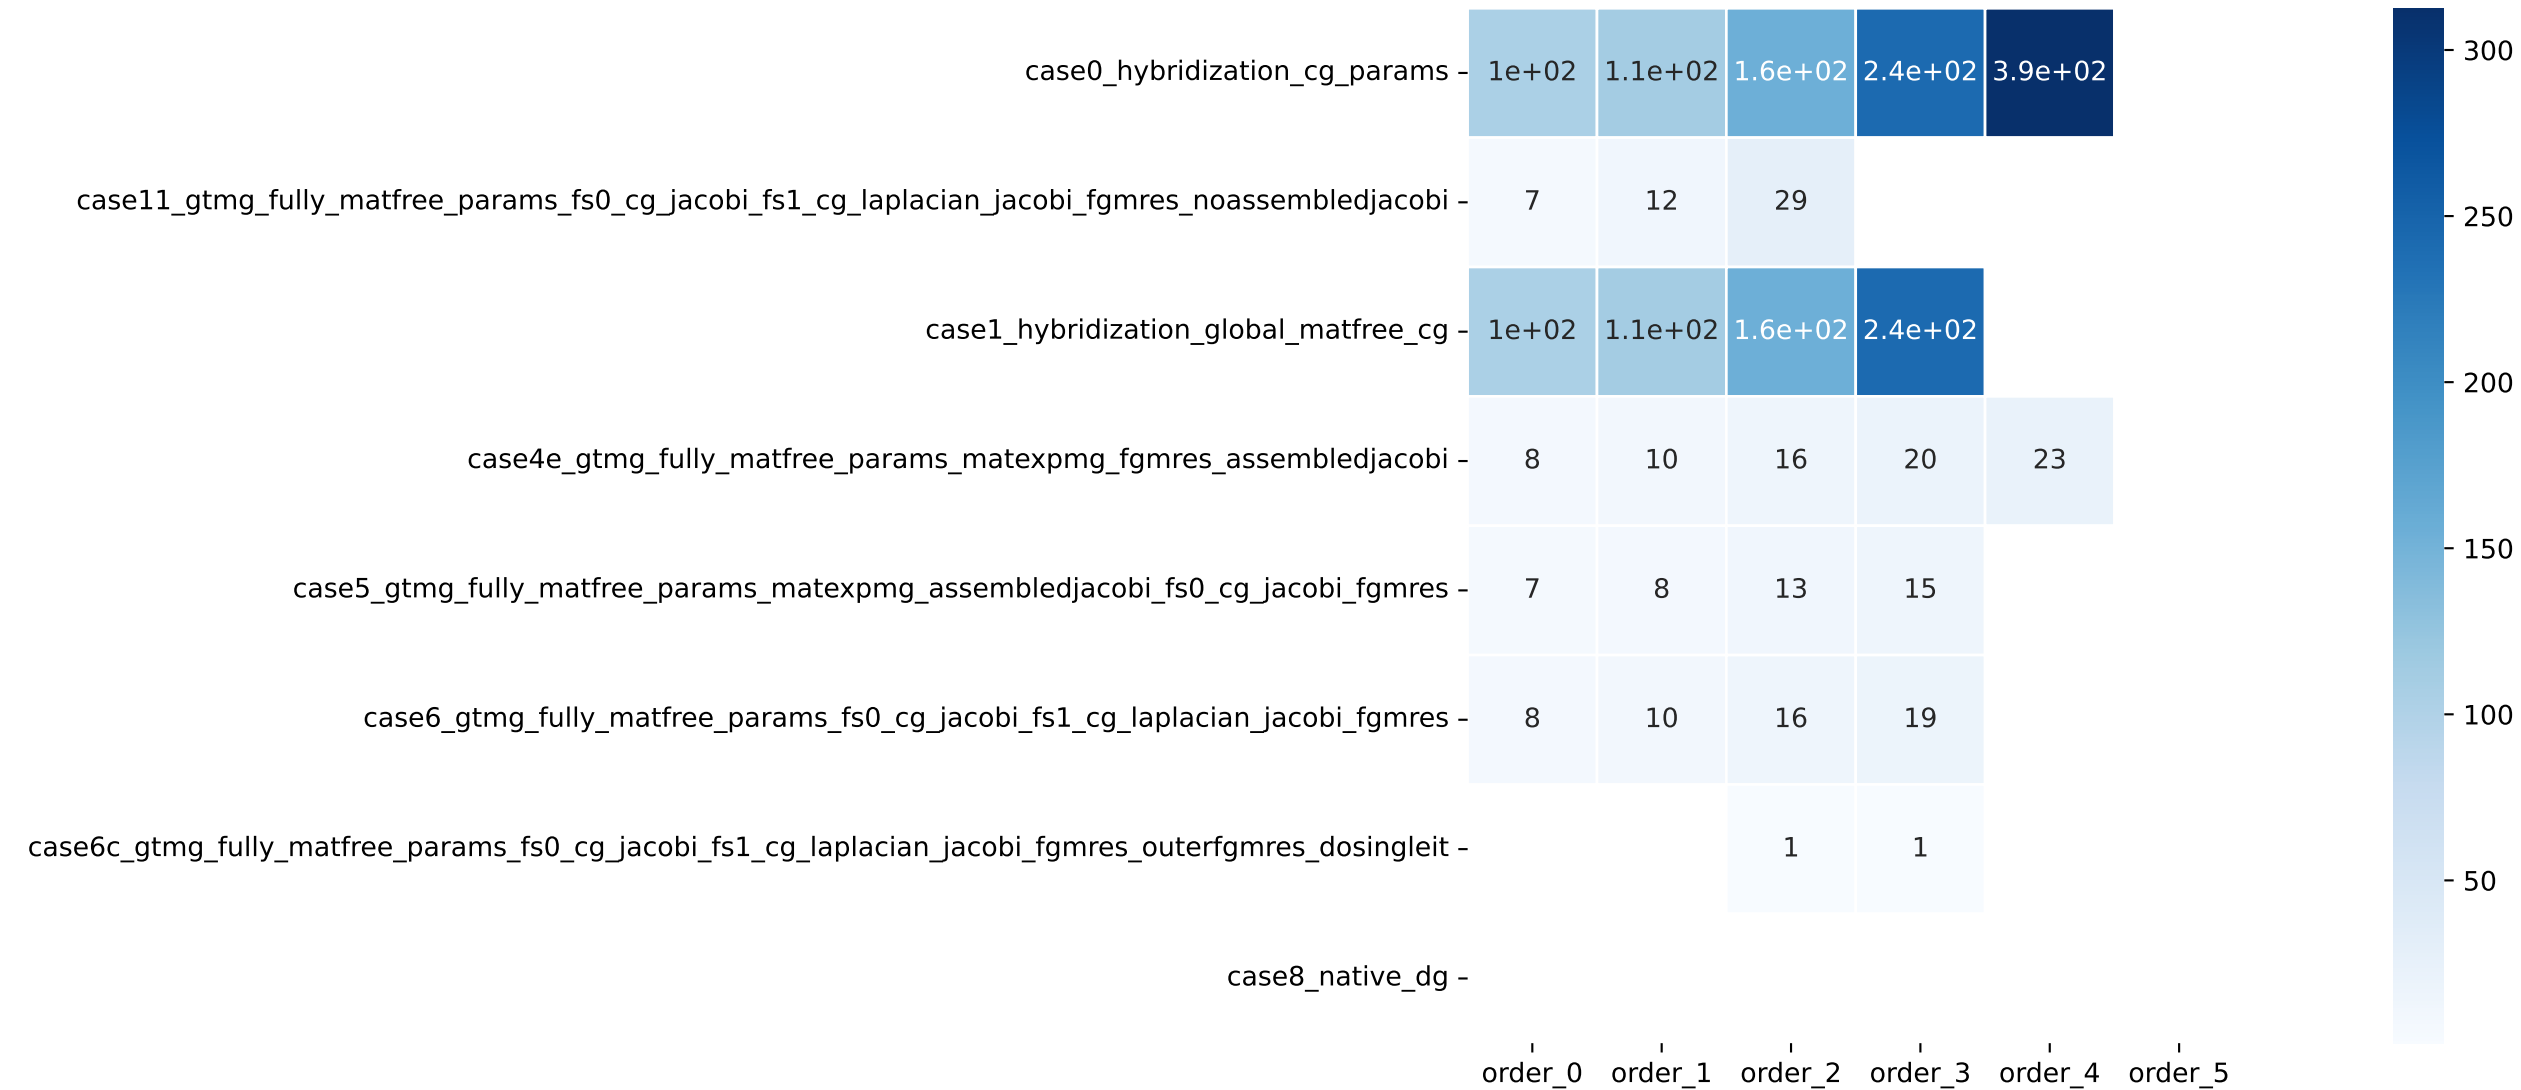 case0_hybridization_cg_params 1e+02 1.1e+02 1.6e+02 2.4e+02 3.9e+02
case11_gtmg_fully_matfree_params_fs0_cg_jacobi_fs1_cg_laplacian_jacobi_fgmres_noassembledjacobi 7 12 29
case1_hybridization_global_matfree_cg 1e+02 1.1e+02 1.6e+02 2.4e+02
case4e_gtmg_fully_matfree_params_matexpmg_fgmres_assembledjacobi 8 10 16 20 23
case5_gtmg_fully_matfree_params_matexpmg_assembledjacobi_fs0_cg_jacobi_fgmres 7 8 13 15
case6_gtmg_fully_matfree_params_fs0_cg_jacobi_fs1_cg_laplacian_jacobi_fgmres 8 10 16 19
case6c_gtmg_fully_matfree_params_fs0_cg_jacobi_fs1_cg_laplacian_jacobi_fgmres_outerfgmres_dosingleit 1 1
case8_native_dg
order_0 order_1 order_2 order_3 order_4 order_5
300
250
200
150
100
50